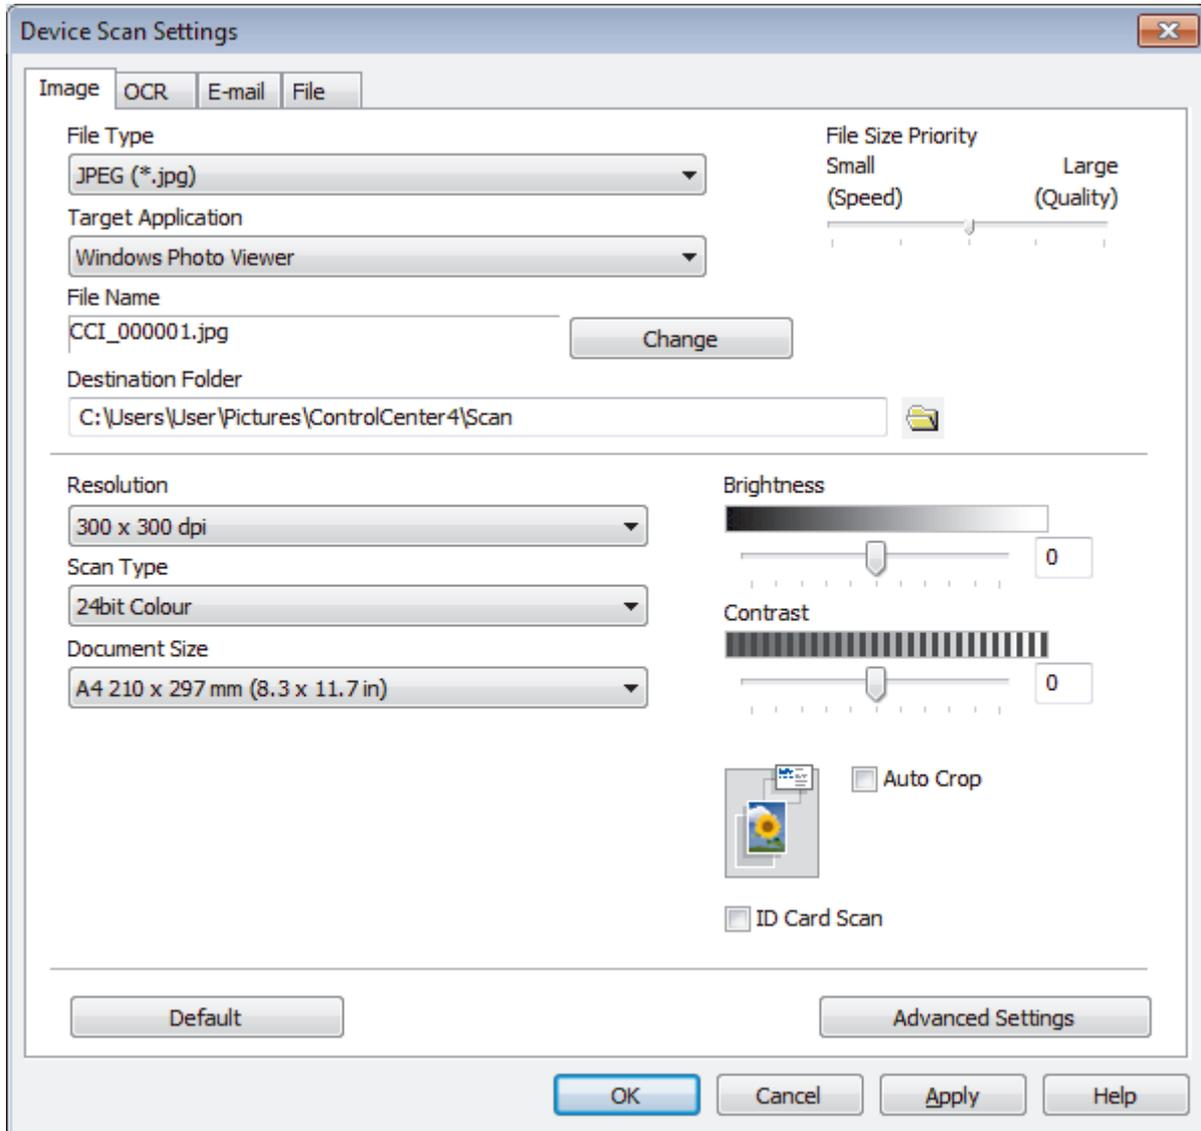 Device Scan Settings
Image OCR E-mail File
File Type
JPEG (*.jpg)
File Size Priority
Small Large
(Speed) (Quality)
Target Application
Windows Photo Viewer
File Name
CCI_000001.jpg
Change
Destination Folder
C:\Users\User\Pictures\ControlCenter4\Scan
Resolution
300 x 300 dpi
Scan Type
24bit Colour
Document Size
A4 210 x 297 mm (8.3 x 11.7 in)
Brightness
0
Contrast
0
Auto Crop
ID Card Scan
Default
Advanced Settings
OK Cancel Apply Help